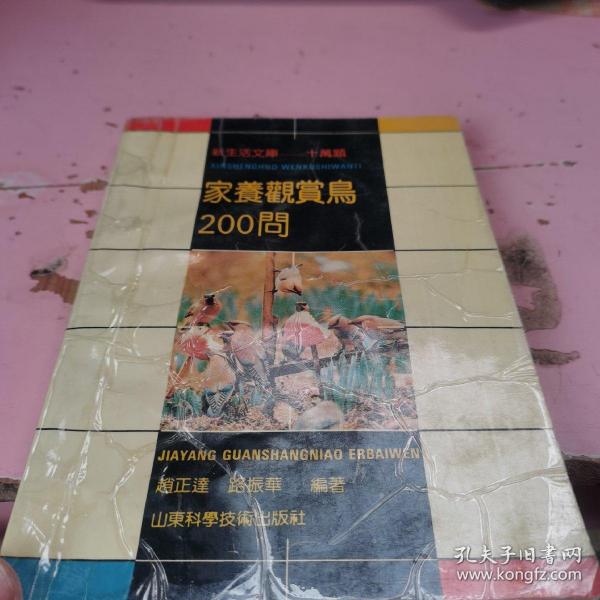 新生活文庫——十萬題
XINSHENGHUO WENKUSHIWANTI
家養觀賞鳥
200問
JIAYANG GUANSHANGNIAO ERBAIWEN
趙正達 路振華 編著
山東科學技術出版社
孔夫子旧书网
www.kongfz.com